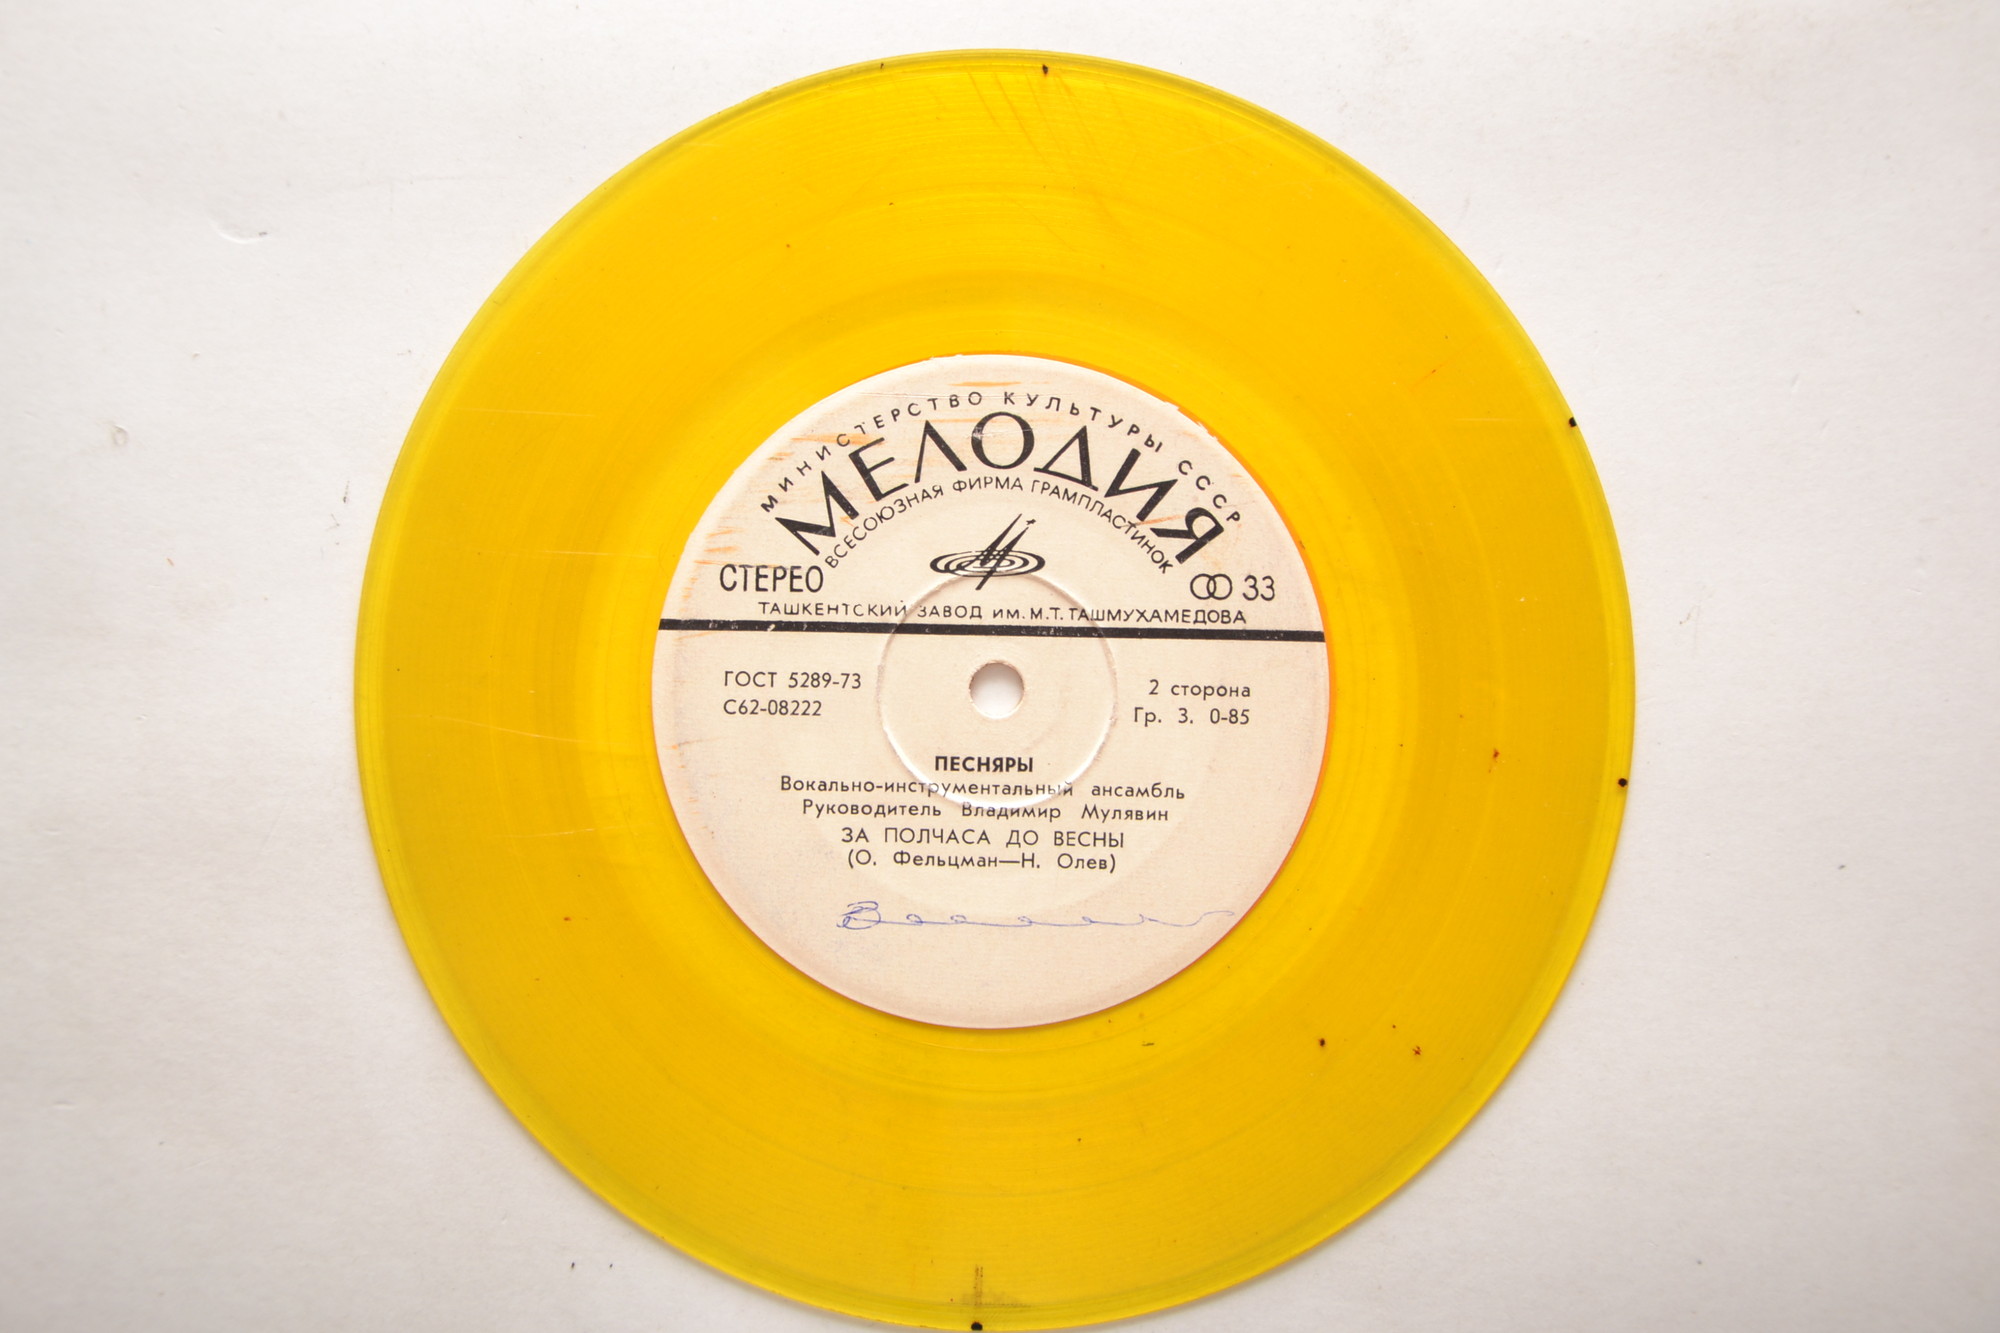 МИНИСТЕРСТВО КУЛЬТУРЫ СССР
МЕЛОДИЯ
ВСЕСОЮЗНАЯ ФИРМА ГРАМПЛАСТИНОК
СТЕРЕО
33
ТАШКЕНТСКИЙ ЗАВОД ИМ. М.Т. ТАШМУХАМЕДОВА
ГОСТ 5289-73
С62-08222
2 сторона
Гр. 3. 0-85
ПЕСНЯРЫ
Вокально-инструментальный ансамбль
Руководитель Владимир Мулявин
ЗА ПОЛЧАСА ДО ВЕСНЫ
(О. Фельцман—Н. Олев)